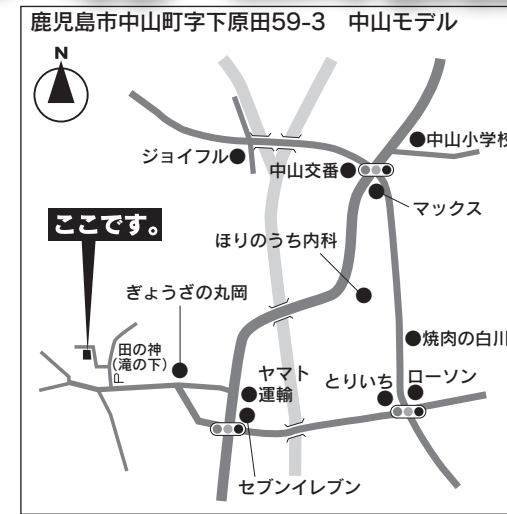 鹿児島市中山町字下原田59-3　中山モデル
N
中山小学校
ジョイフル
中山交番
マックス
ここです。
ほりのうち内科
ぎょうざの丸岡
田の神
(滝の下)
焼肉の白川
ヤマト
運輸
とりいち
ローソン
セブンイレブン